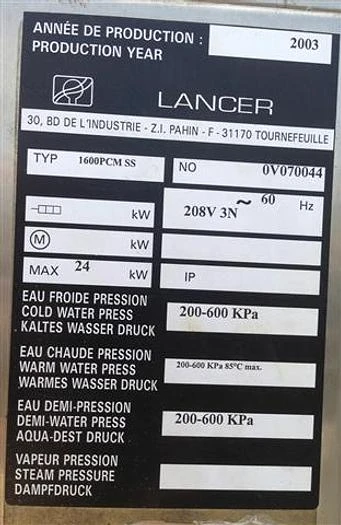 ANNÉE DE PRODUCTION :
PRODUCTION YEAR
2003
LANCER
30, BD DE L'INDUSTRIE - Z.I. PAHIN - F - 31170 TOURNEFEUILLE
TYP 1600PCM SS NO 0V070044
kW 208V 3N ~ 60 Hz
M kW
MAX 24 kW IP
EAU FROIDE PRESSION
COLD WATER PRESS
KALTES WASSER DRUCK
200-600 KPa
EAU CHAUDE PRESSION
WARM WATER PRESS
WARMES WASSER DRUCK
200-600 KPa 85°C max.
EAU DEMI-PRESSION
DEMI-WATER PRESS
AQUA-DEST DRUCK
200-600 KPa
VAPEUR PRESSION
STEAM PRESSURE
DAMPFDRUCK